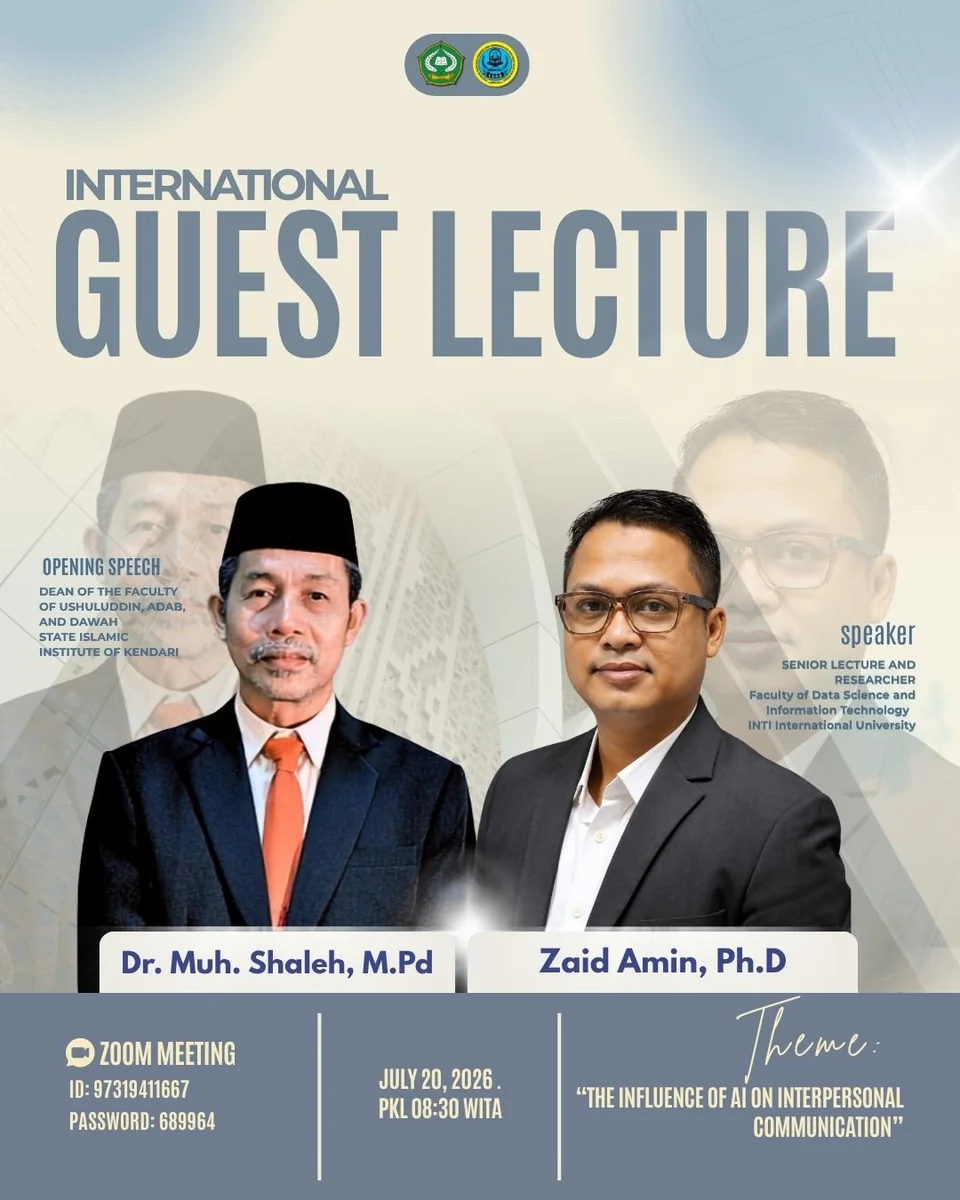 INTERNATIONAL
GUEST LECTURE
OPENING SPEECH
DEAN OF THE FACULTY
OF USHULUDDIN, ADAB,
AND DAWAH
STATE ISLAMIC
INSTITUTE OF KENDARI
speaker
SENIOR LECTURE AND
RESEARCHER
Faculty of Data Science and
Information Technology
INTI International University
Dr. Muh. Shaleh, M.Pd
Zaid Amin, Ph.D
ZOOM MEETING
ID: 97319411667
PASSWORD: 689964
JULY 20, 2026 .
PKL 08:30 WITA
Theme:
“THE INFLUENCE OF AI ON INTERPERSONAL
COMMUNICATION”